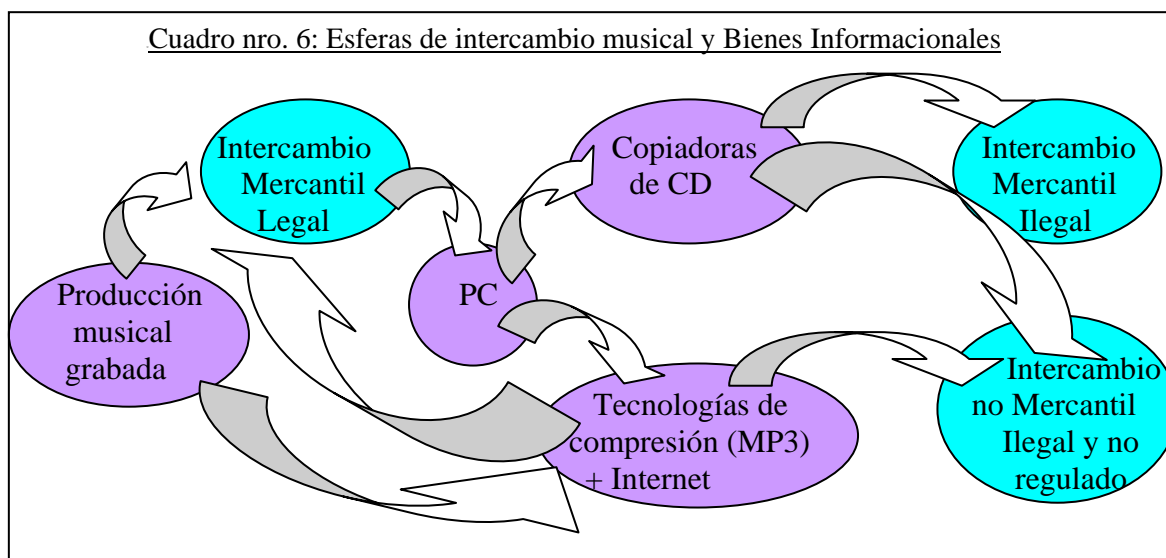 Cuadro nro. 6: Esferas de intercambio musical y Bienes Informacionales
Intercambio
Mercantil
Legal
Copiadoras
de CD
Intercambio
Mercantil
Ilegal
Producción
musical
grabada
PC
Tecnologías de
compresión (MP3)
+ Internet
Intercambio
no Mercantil
Ilegal y no
regulado